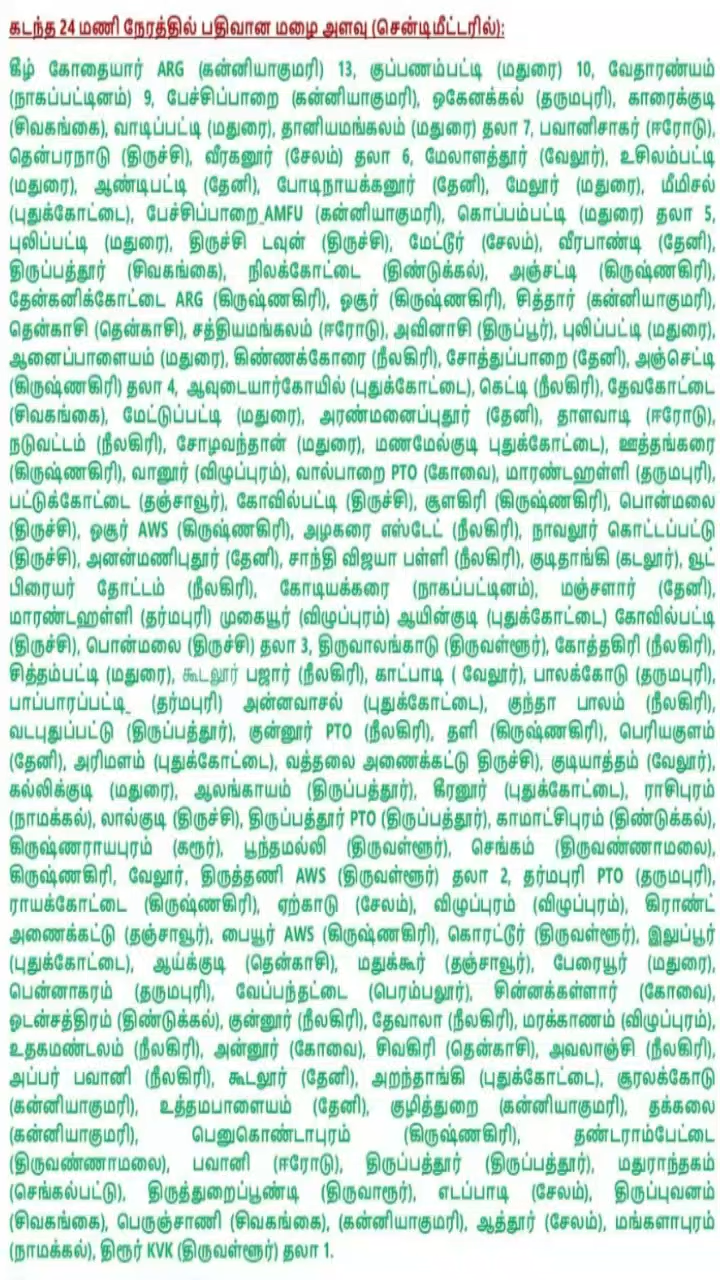 கடந்த 24 மணி நேரத்தில் பதிவான மழை அளவு (சென்டிமீட்டரில்):
கீழ் கோதையார் ARG (கன்னியாகுமரி) 13, குப்பணம்பட்டி (மதுரை) 10, வேதாரண்யம்
(நாகப்பட்டினம்) 9, பேச்சிப்பாறை (கன்னியாகுமரி), ஒகேனக்கல் (தருமபுரி), காரைக்குடி
(சிவகங்கை), வாடிப்பட்டி (மதுரை), தானியமங்கலம் (மதுரை) தலா 7, பவானிசாகர் (ஈரோடு),
தென்பரநாடு (திருச்சி), வீரகனூர் (சேலம்) தலா 6, மேலாளத்தூர் (வேலூர்), உசிலம்பட்டி
(மதுரை), ஆண்டிபட்டி (தேனி), போடிநாயக்கனூர் (தேனி), மேலூர் (மதுரை), மீமிசல்
(புதுக்கோட்டை), பேச்சிப்பாறை_AMFU (கன்னியாகுமரி), கொப்பம்பட்டி (மதுரை) தலா 5,
புலிப்பட்டி (மதுரை), திருச்சி டவுன் (திருச்சி), மேட்டூர் (சேலம்), வீரபாண்டி (தேனி),
திருப்பத்தூர் (சிவகங்கை), நிலக்கோட்டை (திண்டுக்கல்), அஞ்சட்டி (கிருஷ்ணகிரி),
தேன்கனிக்கோட்டை ARG (கிருஷ்ணகிரி), ஓசூர் (கிருஷ்ணகிரி), சித்தார் (கன்னியாகுமரி),
தென்காசி (தென்காசி), சத்தியமங்கலம் (ஈரோடு), அவினாசி (திருப்பூர்), புலிப்பட்டி (மதுரை),
ஆனைப்பாளையம் (மதுரை), கிண்ணக்கோரை (நீலகிரி), சோத்துப்பாறை (தேனி), அஞ்செட்டி
(கிருஷ்ணகிரி) தலா 4, ஆவுடையார்கோயில் (புதுக்கோட்டை), கெட்டி (நீலகிரி), தேவகோட்டை
(சிவகங்கை), மேட்டுப்பட்டி (மதுரை), அரண்மனைப்புதூர் (தேனி), தாளவாடி (ஈரோடு),
நடுவட்டம் (நீலகிரி), சோழவந்தான் (மதுரை), மணமேல்குடி புதுக்கோட்டை), ஊத்தங்கரை
(கிருஷ்ணகிரி), வானூர் (விழுப்புரம்), வால்பாறை PTO (கோவை), மாரண்டஹள்ளி (தருமபுரி),
பட்டுக்கோட்டை (தஞ்சாவூர்), கோவில்பட்டி (திருச்சி), சூளகிரி (கிருஷ்ணகிரி), பொன்மலை
(திருச்சி), ஒசூர் AWS (கிருஷ்ணகிரி), அழகரை எஸ்டேட் (நீலகிரி), நாவலூர் கொட்டப்பட்டு
(திருச்சி), அனன்மணிபுதூர் (தேனி), சாந்தி விஜயா பள்ளி (நீலகிரி), குடிதாங்கி (கடலூர்), வூட்
பிரையர் தோட்டம் (நீலகிரி), கோடியக்கரை (நாகப்பட்டினம்), மஞ்சளார் (தேனி),
மாரண்டஹள்ளி (தர்மபுரி) முகையூர் (விழுப்புரம்) ஆயின்குடி (புதுக்கோட்டை) கோவில்பட்டி
(திருச்சி), பொன்மலை (திருச்சி) தலா 3, திருவாலங்காடு (திருவள்ளூர்), கோத்தகிரி (நீலகிரி),
சித்தம்பட்டி (மதுரை), கூடலூர் பஜார் (நீலகிரி), காட்பாடி ( வேலூர்), பாலக்கோடு (தருமபுரி),
பாப்பாரப்பட்டி_ (தர்மபுரி) அன்னவாசல் (புதுக்கோட்டை), குந்தா பாலம் (நீலகிரி),
வடபுதுப்பட்டு (திருப்பத்தூர்), குன்னூர் PTO (நீலகிரி), தளி (கிருஷ்ணகிரி), பெரியகுளம்
(தேனி), அரிமளம் (புதுக்கோட்டை), வத்தலை அணைக்கட்டு திருச்சி), குடியாத்தம் (வேலூர்),
கல்லிக்குடி (மதுரை), ஆலங்காயம் (திருப்பத்தூர்), கீரனூர் (புதுக்கோட்டை), ராசிபுரம்
(நாமக்கல்), லால்குடி (திருச்சி), திருப்பத்தூர் PTO (திருப்பத்தூர்), காமாட்சிபுரம் (திண்டுக்கல்),
கிருஷ்ணராயபுரம் (கரூர்), பூந்தமல்லி (திருவள்ளூர்), செங்கம் (திருவண்ணாமலை),
கிருஷ்ணகிரி, வேலூர், திருத்தணி AWS (திருவள்ளூர்) தலா 2, தர்மபுரி PTO (தருமபுரி),
ராயக்கோட்டை (கிருஷ்ணகிரி), ஏற்காடு (சேலம்), விழுப்புரம் (விழுப்புரம்), கிராண்ட்
அணைக்கட்டு (தஞ்சாவூர்), பையூர் AWS (கிருஷ்ணகிரி), கொரட்டூர் (திருவள்ளூர்), இலுப்பூர்
(புதுக்கோட்டை), ஆய்க்குடி (தென்காசி), மதுக்கூர் (தஞ்சாவூர்), பேரையூர் (மதுரை),
பென்னாகரம் (தருமபுரி), வேப்பந்தட்டை (பெரம்பலூர்), சின்னக்கள்ளார் (கோவை),
ஒடன்சத்திரம் (திண்டுக்கல்), குன்னூர் (நீலகிரி), தேவாலா (நீலகிரி), மரக்காணம் (விழுப்புரம்),
உதகமண்டலம் (நீலகிரி), அன்னூர் (கோவை), சிவகிரி (தென்காசி), அவலாஞ்சி (நீலகிரி),
அப்பர் பவானி (நீலகிரி), கூடலூர் (தேனி), அறந்தாங்கி (புதுக்கோட்டை), சூரலக்கோடு
(கன்னியாகுமரி), உத்தமபாளையம் (தேனி), குழித்துறை (கன்னியாகுமரி), தக்கலை
(கன்னியாகுமரி), பெனுகொண்டாபுரம் (கிருஷ்ணகிரி), தண்டராம்பேட்டை
(திருவண்ணாமலை), பவானி (ஈரோடு), திருப்பத்தூர் (திருப்பத்தூர்), மதுராந்தகம்
(செங்கல்பட்டு), திருத்துறைப்பூண்டி (திருவாரூர்), எடப்பாடி (சேலம்), திருப்புவனம்
(சிவகங்கை), பெருஞ்சாணி (சிவகங்கை), (கன்னியாகுமரி), ஆத்தூர் (சேலம்), மங்களாபுரம்
(நாமக்கல்), திரூர் KVK (திருவள்ளூர்) தலா 1.